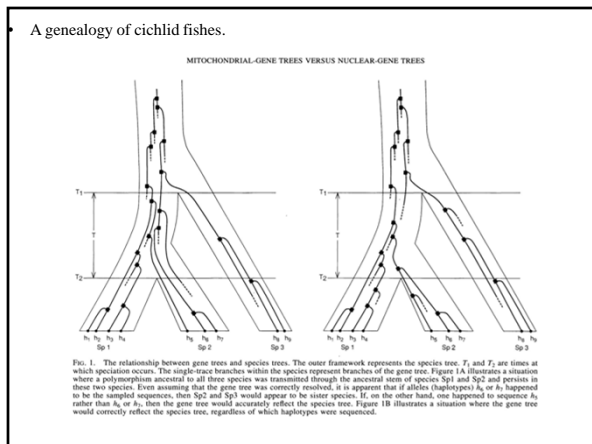 • A genealogy of cichlid fishes.
MITOCHONDRIAL-GENE TREES VERSUS NUCLEAR-GENE TREES
T₁ T₁
T T
T₂ T₂
h₁ h₂ h₃ h₄ h₅ h₆ h₇ h₈ h₉ h₁ h₂ h₃ h₄ h₅ h₆ h₇ h₈ h₉
Sp 1 Sp 2 Sp 3 Sp 1 Sp 2 Sp 3
FIG. 1. The relationship between gene trees and species trees. The outer framework represents the species tree. T₁ and T₂ are times at
which speciation occurs. The single-trace branches within the species represent branches of the gene tree. Figure 1A illustrates a situation
where a polymorphism ancestral to all three species was transmitted through the ancestral stem of species Sp1 and Sp2 and persists in
these two species. Even assuming that the gene tree was correctly resolved, it is apparent that if alleles (haplotypes) h₆ or h₇ happened
to be the sampled sequences, then Sp2 and Sp3 would appear to be sister species. If, on the other hand, one happened to sequence h₅
rather than h₆ or h₇, then the gene tree would accurately reflect the species tree. Figure 1B illustrates a situation where the gene tree
would correctly reflect the species tree, regardless of which haplotypes were sequenced.